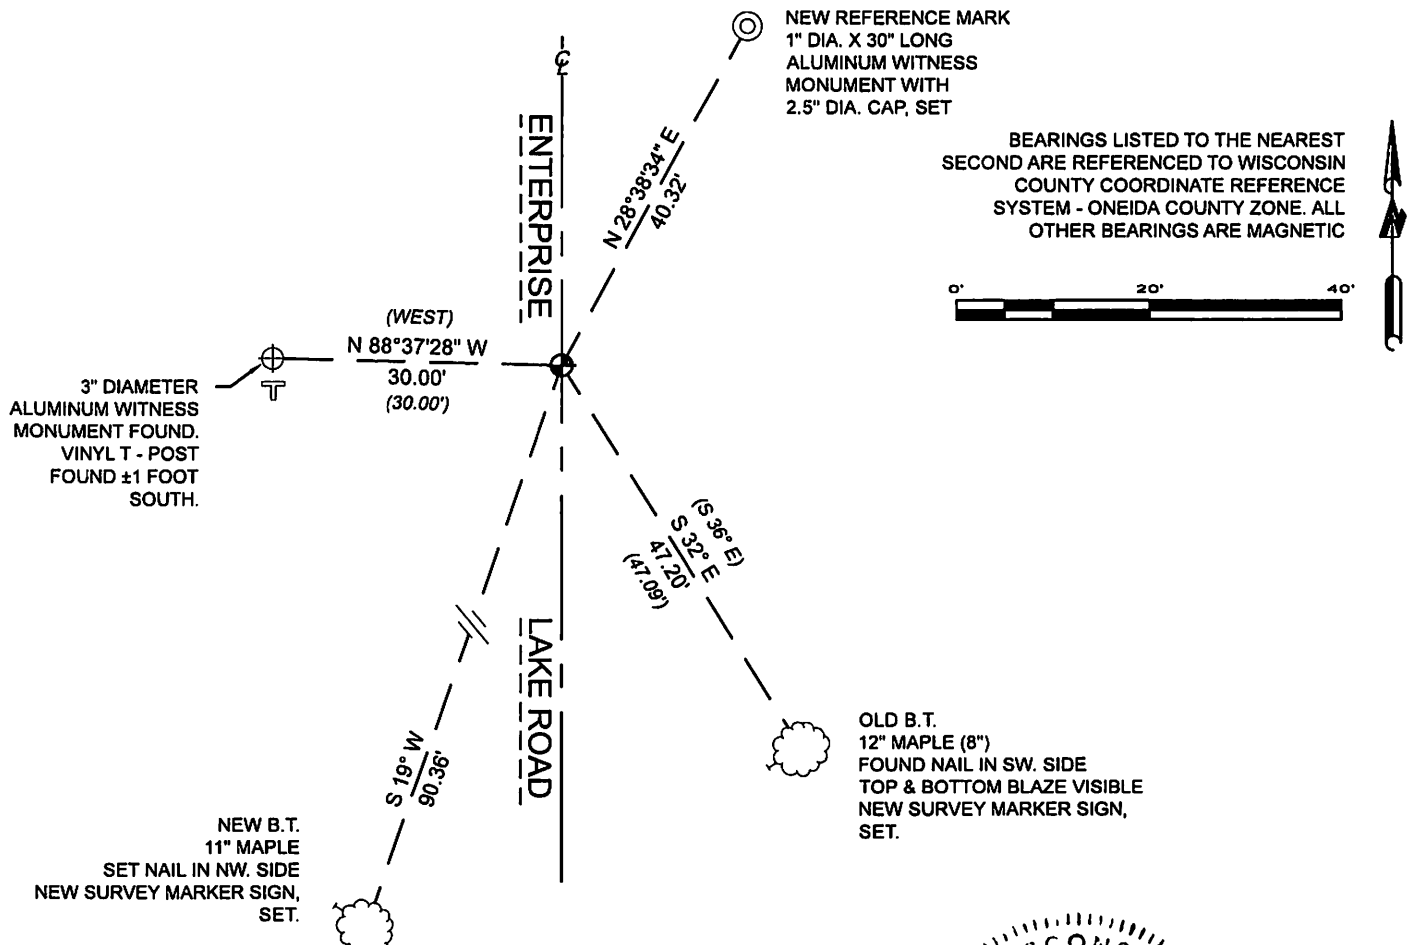 NEW REFERENCE MARK
1" DIA. X 30" LONG
ALUMINUM WITNESS
MONUMENT WITH
2.5" DIA. CAP, SET
BEARINGS LISTED TO THE NEAREST
SECOND ARE REFERENCED TO WISCONSIN
COUNTY COORDINATE REFERENCE
SYSTEM - ONEIDA COUNTY ZONE. ALL
OTHER BEARINGS ARE MAGNETIC
N
0' 20' 40'
ENTERPRISE
N 28°38'34" E
40.32'
(WEST)
N 88°37'28" W
30.00'
(30.00')
3" DIAMETER
ALUMINUM WITNESS
MONUMENT FOUND.
VINYL T - POST
FOUND ±1 FOOT
SOUTH.
T
(S 36° E)
S 32° E
47.20'
(47.09')
LAKE ROAD
S 19° W
90.36'
OLD B.T.
12" MAPLE (8")
FOUND NAIL IN SW. SIDE
TOP & BOTTOM BLAZE VISIBLE
NEW SURVEY MARKER SIGN,
SET.
NEW B.T.
11" MAPLE
SET NAIL IN NW. SIDE
NEW SURVEY MARKER SIGN,
SET.